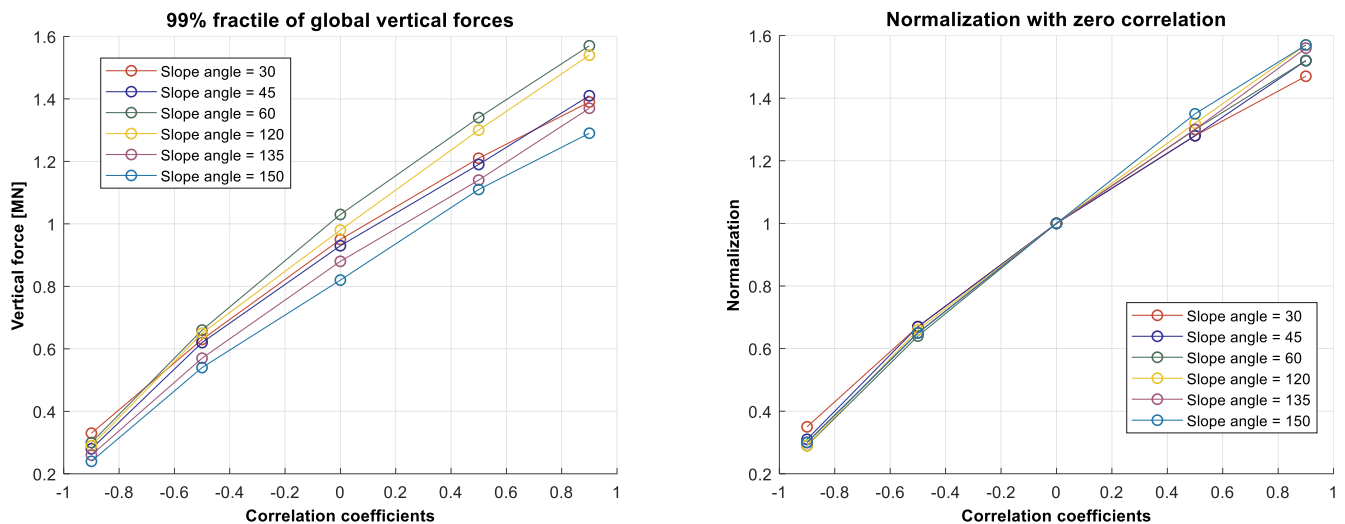 99% fractile of global vertical forces
1.6
1.4
1.2
1
0.8
0.6
0.4
0.2
Vertical force [MN]
Slope angle = 30
Slope angle = 45
Slope angle = 60
Slope angle = 120
Slope angle = 135
Slope angle = 150
-1 -0.8 -0.6 -0.4 -0.2 0 0.2 0.4 0.6 0.8 1
Correlation coefficients
Normalization with zero correlation
1.6
1.4
1.2
1
0.8
0.6
0.4
0.2
Normalization
Slope angle = 30
Slope angle = 45
Slope angle = 60
Slope angle = 120
Slope angle = 135
Slope angle = 150
-1 -0.8 -0.6 -0.4 -0.2 0 0.2 0.4 0.6 0.8 1
Correlation coefficients